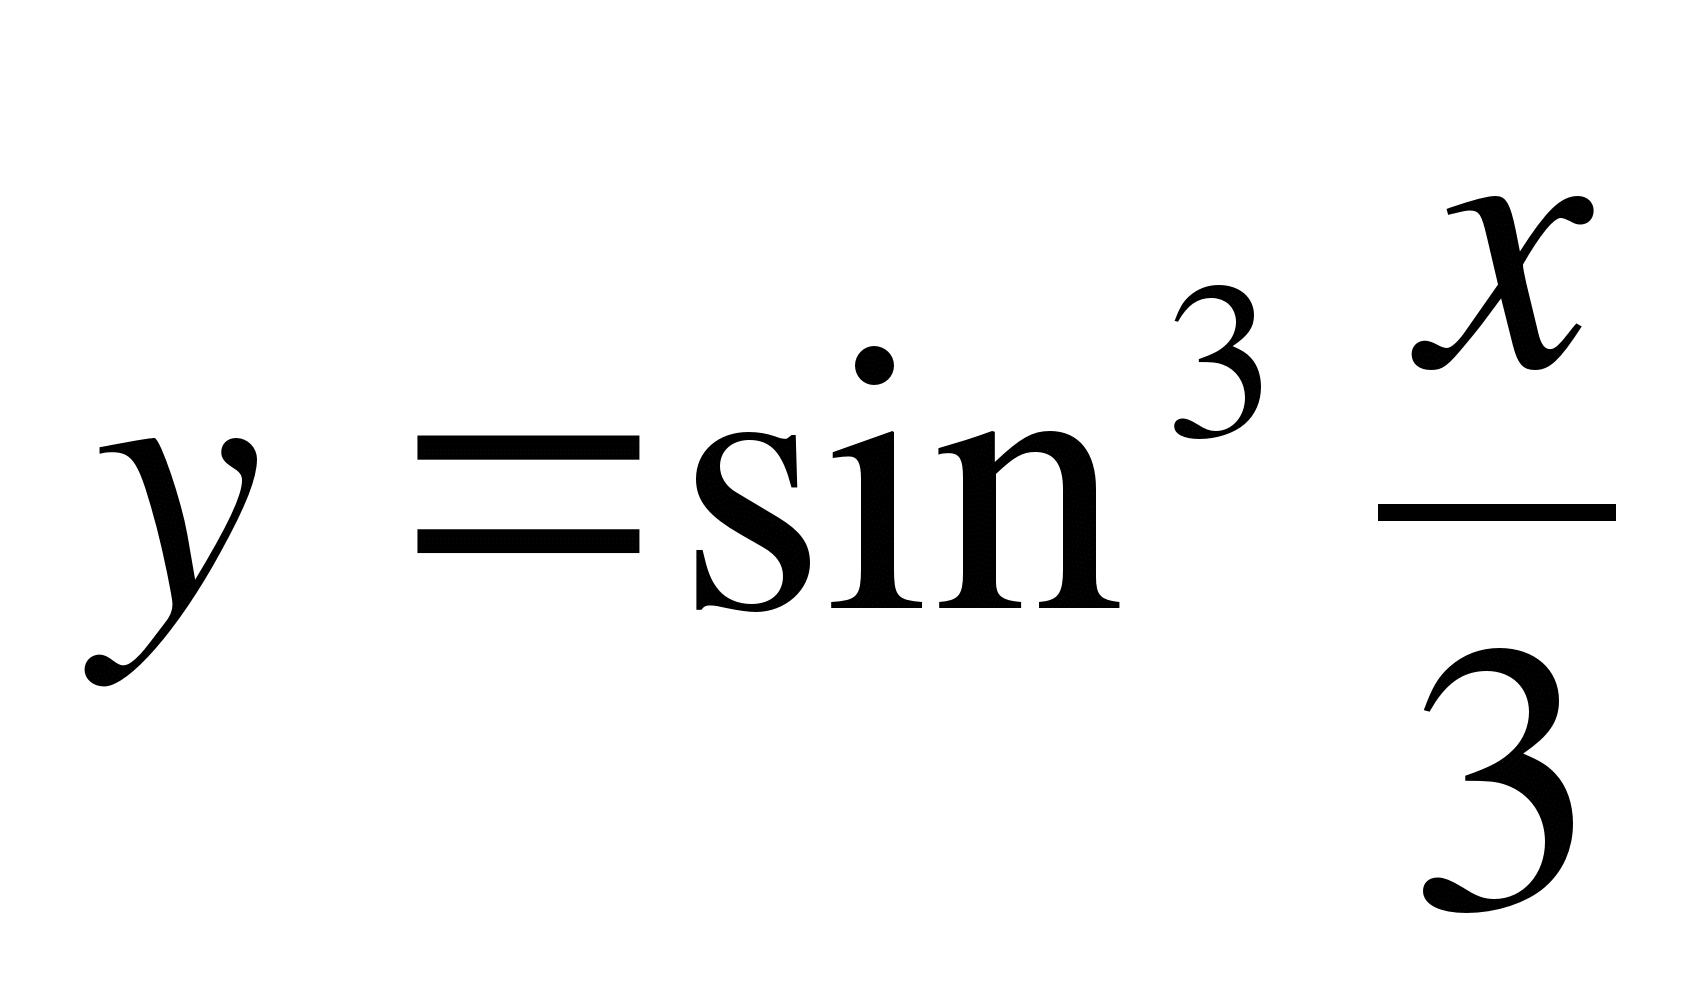 y = sin³ x/3